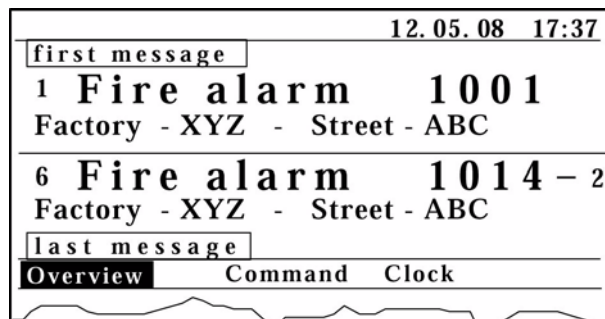 12.05.08 17:37
first message
1 Fire alarm 1001
Factory - XYZ - Street - ABC
6 Fire alarm 1014 - 2
Factory - XYZ - Street - ABC
last message
Overview Command Clock